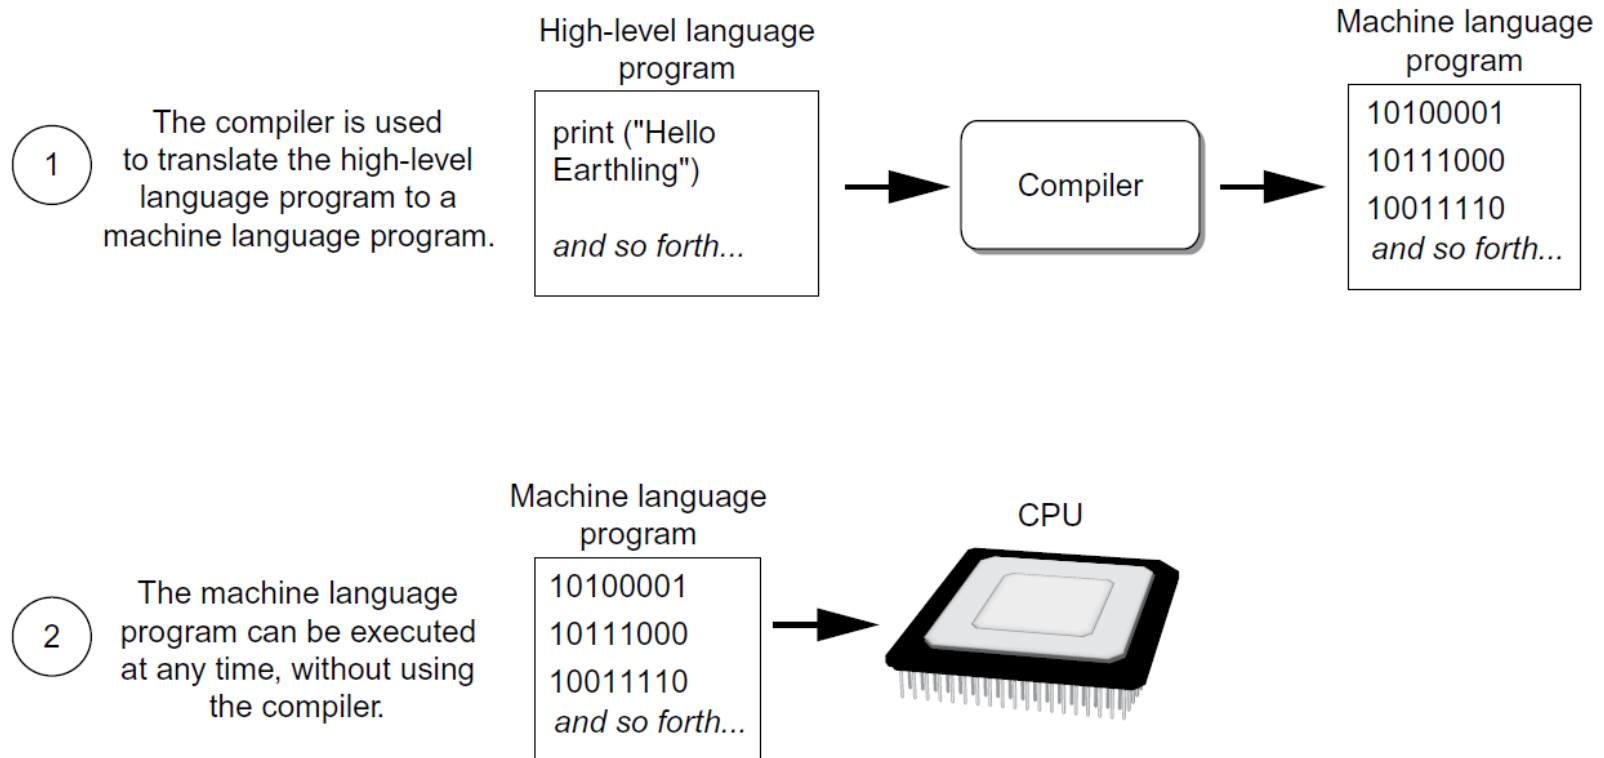 1
The compiler is used
to translate the high-level
language program to a
machine language program.
High-level language
program
print ("Hello
Earthling")
and so forth...
Compiler
Machine language
program
10100001
10111000
10011110
and so forth...
2
The machine language
program can be executed
at any time, without using
the compiler.
Machine language
program
10100001
10111000
10011110
and so forth...
CPU